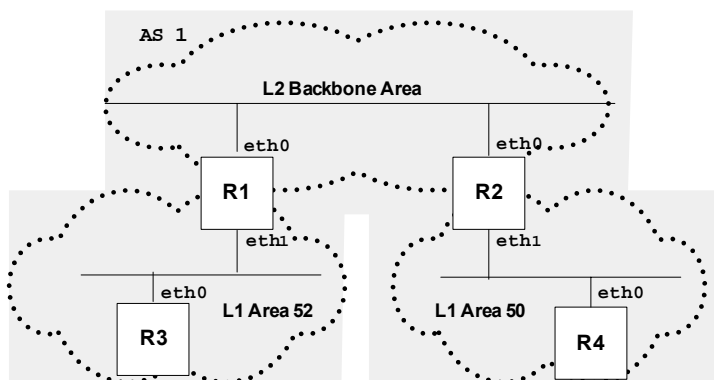 AS 1
L2 Backbone Area
eth0
eth0
R1
R2
eth1
eth1
eth0
eth0
L1 Area 52
L1 Area 50
R3
R4